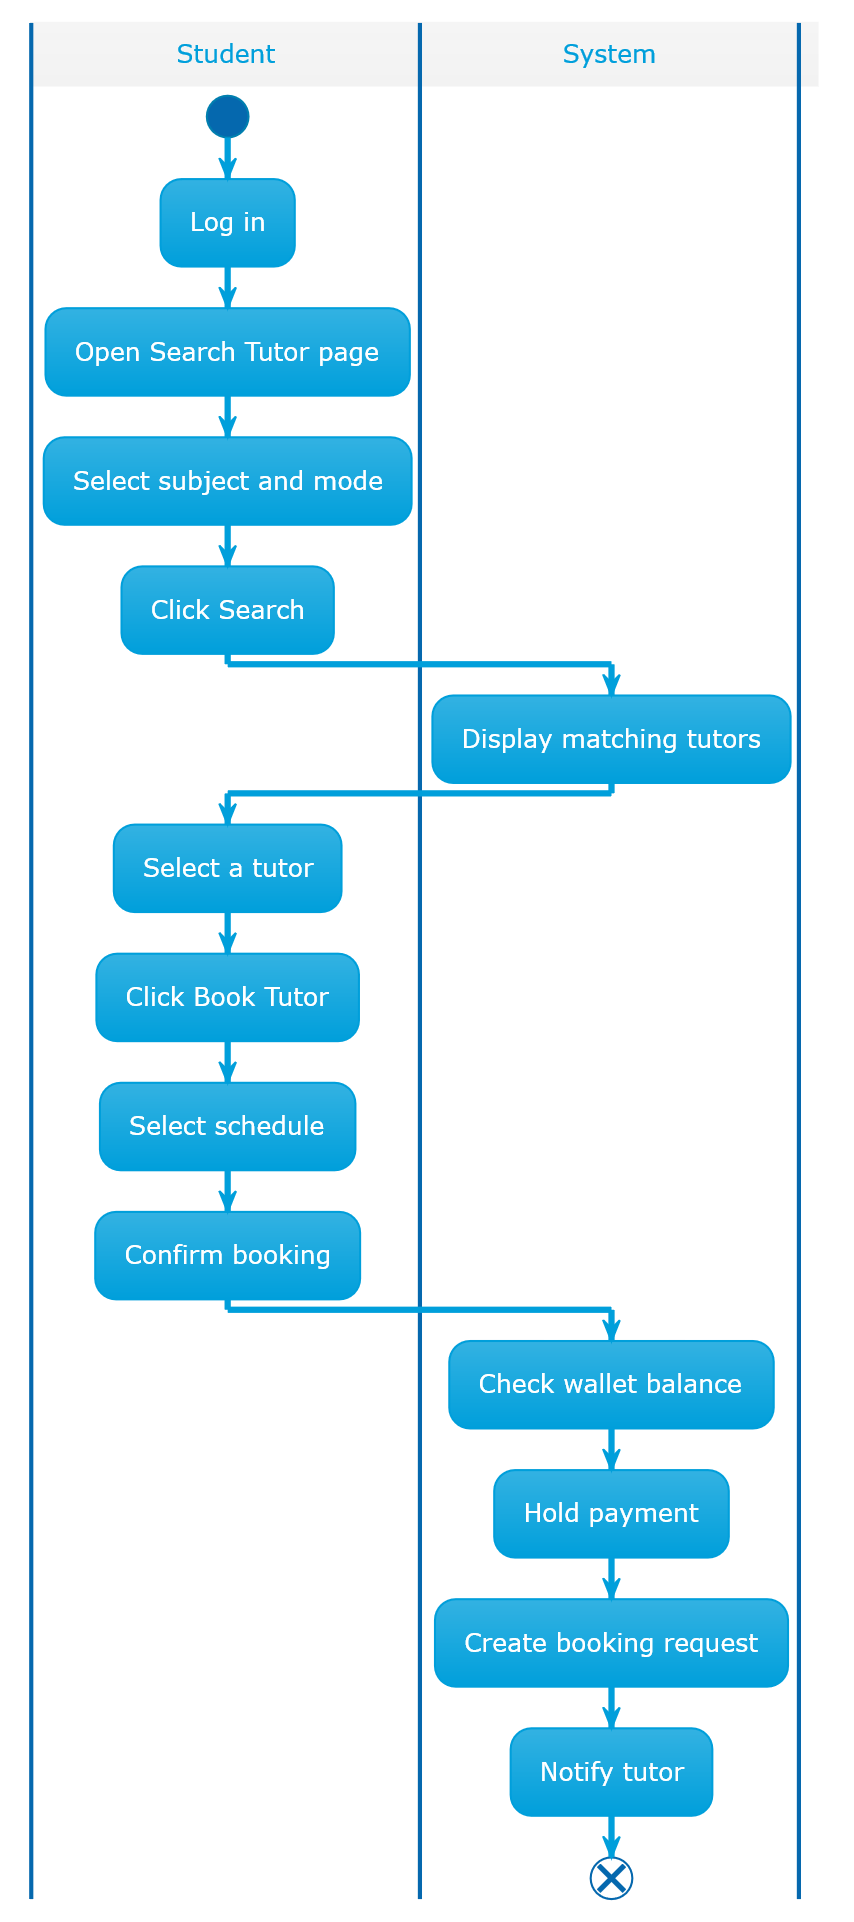 Student
System
Log in
Open Search Tutor page
Select subject and mode
Click Search
Display matching tutors
Select a tutor
Click Book Tutor
Select schedule
Confirm booking
Check wallet balance
Hold payment
Create booking request
Notify tutor